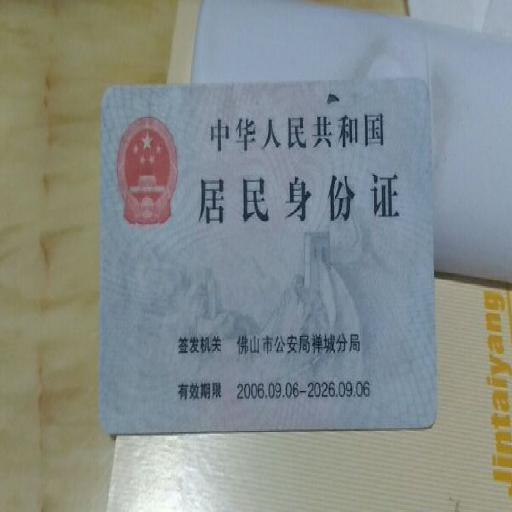 中华人民共和国
居民身份证
签发机关 佛山市公安局禅城分局
有效期限 2006.09.06-2026.09.06
Jintaiyang